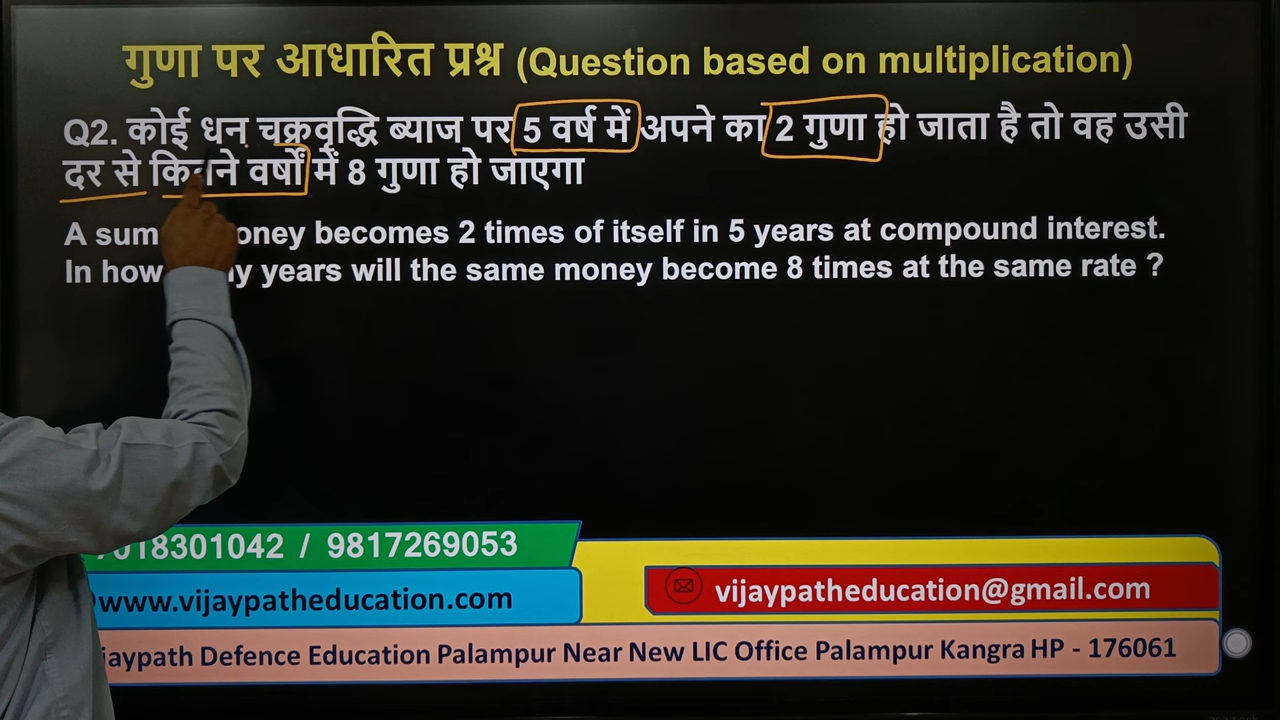 गुणा पर आधारित प्रश्न (Question based on multiplication)
Q2. कोई धन चक्रवृद्धि ब्याज पर 5 वर्ष में अपने का 2 गुणा हो जाता है तो वह उसी
दर से कितने वर्षों में 8 गुणा हो जाएगा
A sum money becomes 2 times of itself in 5 years at compound interest.
In how years will the same money become 8 times at the same rate ?
7018301042 / 9817269053
www.vijaypatheducation.com
vijaypatheducation@gmail.com
Defence Education Palampur Near New LIC Office Palampur Kangra HP - 176061